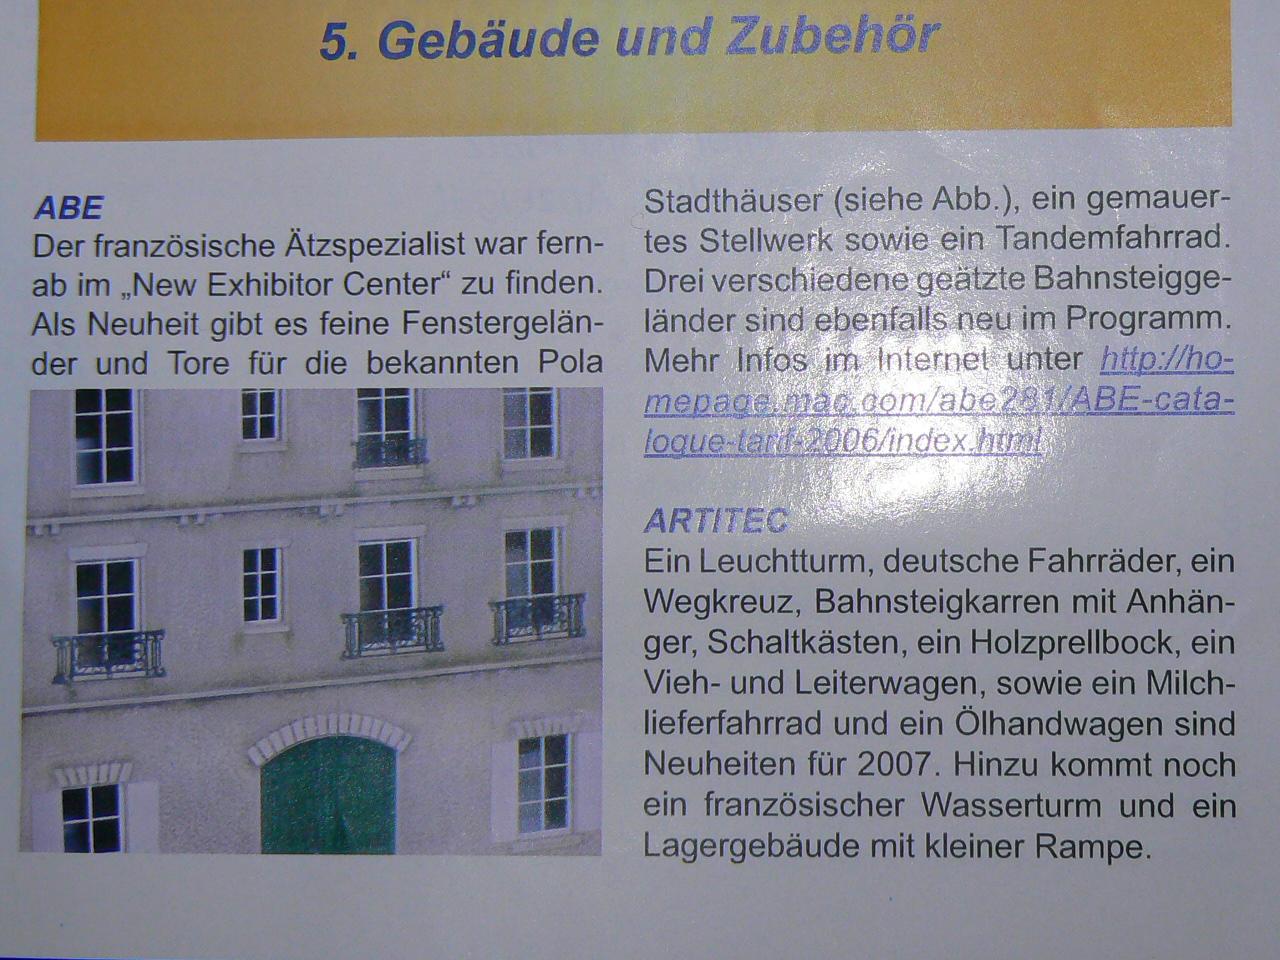 5. Gebäude und Zubehör
ABE
Der französische Ätzspezialist war fern-
ab im „New Exhibitor Center“ zu finden.
Als Neuheit gibt es feine Fenstergelän-
der und Tore für die bekannten Pola
Stadthäuser (siehe Abb.), ein gemauer-
tes Stellwerk sowie ein Tandemfahrrad.
Drei verschiedene geätzte Bahnsteigge-
länder sind ebenfalls neu im Programm.
Mehr Infos im Internet unter http://ho-
mepage.mac.com/abe281/ABE-cata-
logue-tarif-2006/index.html
ARTITEC
Ein Leuchtturm, deutsche Fahrräder, ein
Wegkreuz, Bahnsteigkarren mit Anhän-
ger, Schaltkästen, ein Holzprellbock, ein
Vieh- und Leiterwagen, sowie ein Milch-
lieferfahrrad und ein Ölhandwagen sind
Neuheiten für 2007. Hinzu kommt noch
ein französischer Wasserturm und ein
Lagergebäude mit kleiner Rampe.